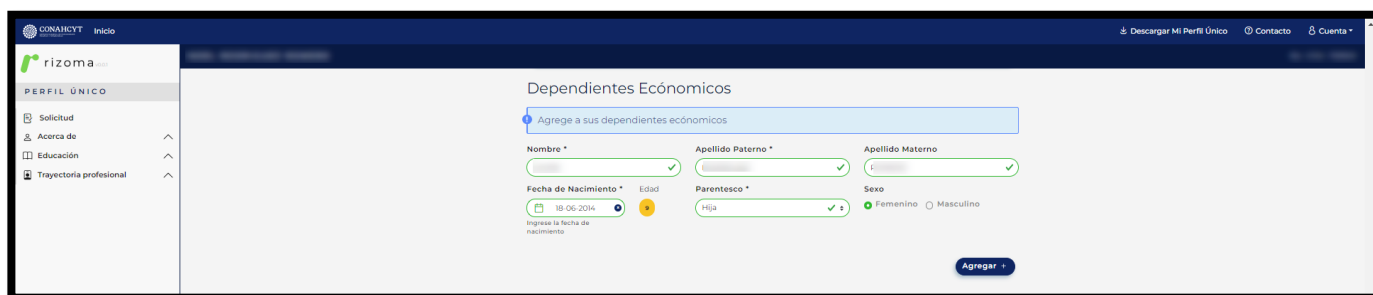 CONAHCYT Inicio Descargar Mi Perfil Único Contacto Cuenta
rizoma
PERFIL ÚNICO
Solicitud
Acerca de
Educación
Trayectoria profesional
Dependientes Ecónomicos
Agrege a sus dependientes ecónomicos
Nombre * Apellido Paterno * Apellido Materno
Fecha de Nacimiento * Edad Parentesco * Sexo
18-06-2014 9 Hija Femenino Masculino
Ingrese la fecha de
nacimiento
Agregar +